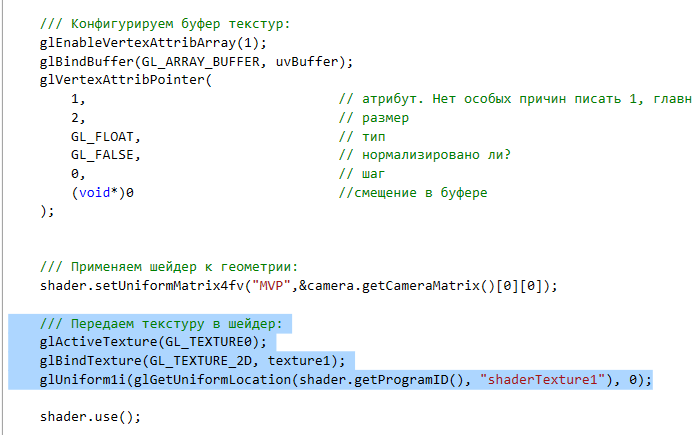 /// Конфигурируем буфер текстур:
glEnableVertexAttribArray(1);
glBindBuffer(GL_ARRAY_BUFFER, uvBuffer);
glVertexAttribPointer(
1, // атрибут. Нет особых причин писать 1, главн
2, // размер
GL_FLOAT, // тип
GL_FALSE, // нормализировано ли?
0, // шаг
(void*)0 //смещение в буфере
);
/// Применяем шейдер к геометрии:
shader.setUniformMatrix4fv("MVP",&camera.getCameraMatrix()[0][0]);
/// Передаем текстуру в шейдер:
glActiveTexture(GL_TEXTURE0);
glBindTexture(GL_TEXTURE_2D, texture1);
glUniform1i(glGetUniformLocation(shader.getProgramID(), "shaderTexture1"), 0);
shader.use();